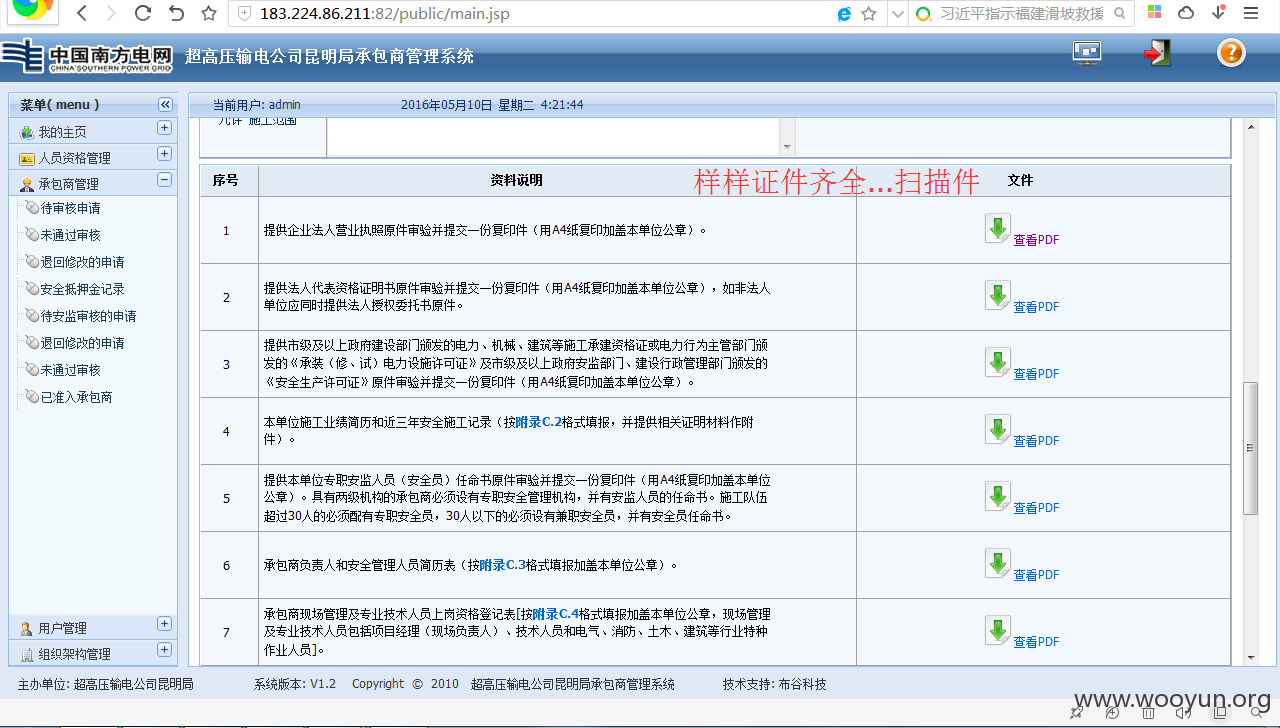 183.224.86.211:82/public/main.jsp
习近平指示福建滑坡救援
中国南方电网
CHINA SOUTHERN POWER GRID
超高压输电公司昆明局承包商管理系统
菜单( menu )
当前用户: admin
2016年05月10日 星期二 4:21:44
我的主页
人员资格管理
承包商管理
待审核申请
未通过审核
退回修改的申请
安全抵押金记录
待安监审核的申请
退回修改的申请
未通过审核
已准入承包商
用户管理
组织架构管理
允许 施工范围
序号
资料说明
样样证件齐全...扫描件
文件
1
提供企业法人营业执照原件审验并提交一份复印件（用A4纸复印加盖本单位公章）。
查看PDF
2
提供法人代表资格证明书原件审验并提交一份复印件（用A4纸复印加盖本单位公章），如非法人
单位应同时提供法人授权委托书原件。
查看PDF
3
提供市级及以上政府建设部门颁发的电力、机械、建筑等施工承建资格证或电力行为主管部门颁
发的《承装（修、试）电力设施许可证》及市级及以上政府安监部门、建设行政管理部门颁发的
《安全生产许可证》原件审验并提交一份复印件（用A4纸复印加盖本单位公章）。
查看PDF
4
本单位施工业绩简历和近三年安全施工记录（按附录C.2格式填报，并提供相关证明材料作附
件）。
查看PDF
5
提供本单位专职安监人员（安全员）任命书原件审验并提交一份复印件（用A4纸复印加盖本单位
公章）。具有两级机构的承包商必须设有专职安全管理机构，并有安监人员的任命书。施工队伍
超过30人的必须配有专职安全员，30人以下的必须设有兼职安全员，并有安全员任命书。
查看PDF
6
承包商负责人和安全管理人员简历表（按附录C.3格式填报加盖本单位公章）。
查看PDF
7
承包商现场管理及专业技术人员上岗资格登记表[按附录C.4格式填报加盖本单位公章，现场管理
及专业技术人员包括项目经理（现场负责人）、技术人员和电气、消防、土木、建筑等行业特种
作业人员]。
查看PDF
主办单位: 超高压输电公司昆明局
系统版本: V1.2
Copyright © 2010 超高压输电公司昆明局承包商管理系统
技术支持: 布谷科技
www.wooyun.org